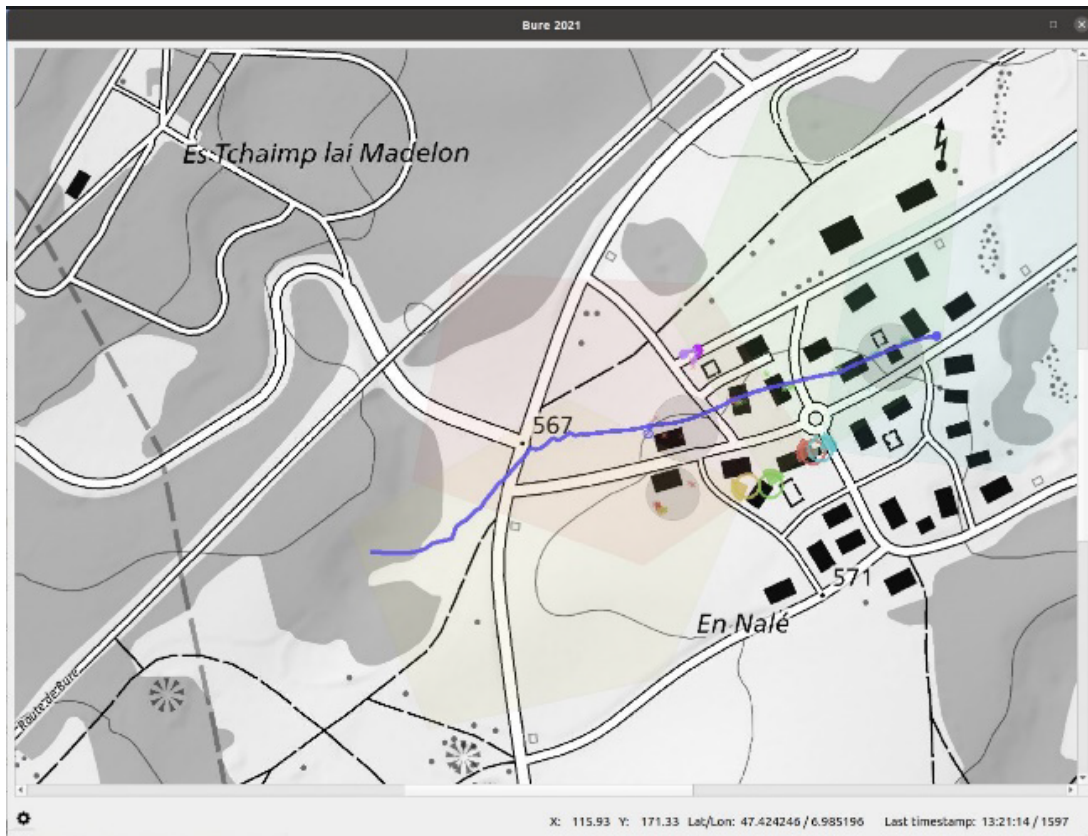 Bure 2021
Es-Tchaimp lai Madelon
567
571
En Nalé
Route de Bure
X: 115.93 Y: 171.33 Lat/Lon: 47.424246 / 6.985196 Last timestamp: 13:21:14 / 1597